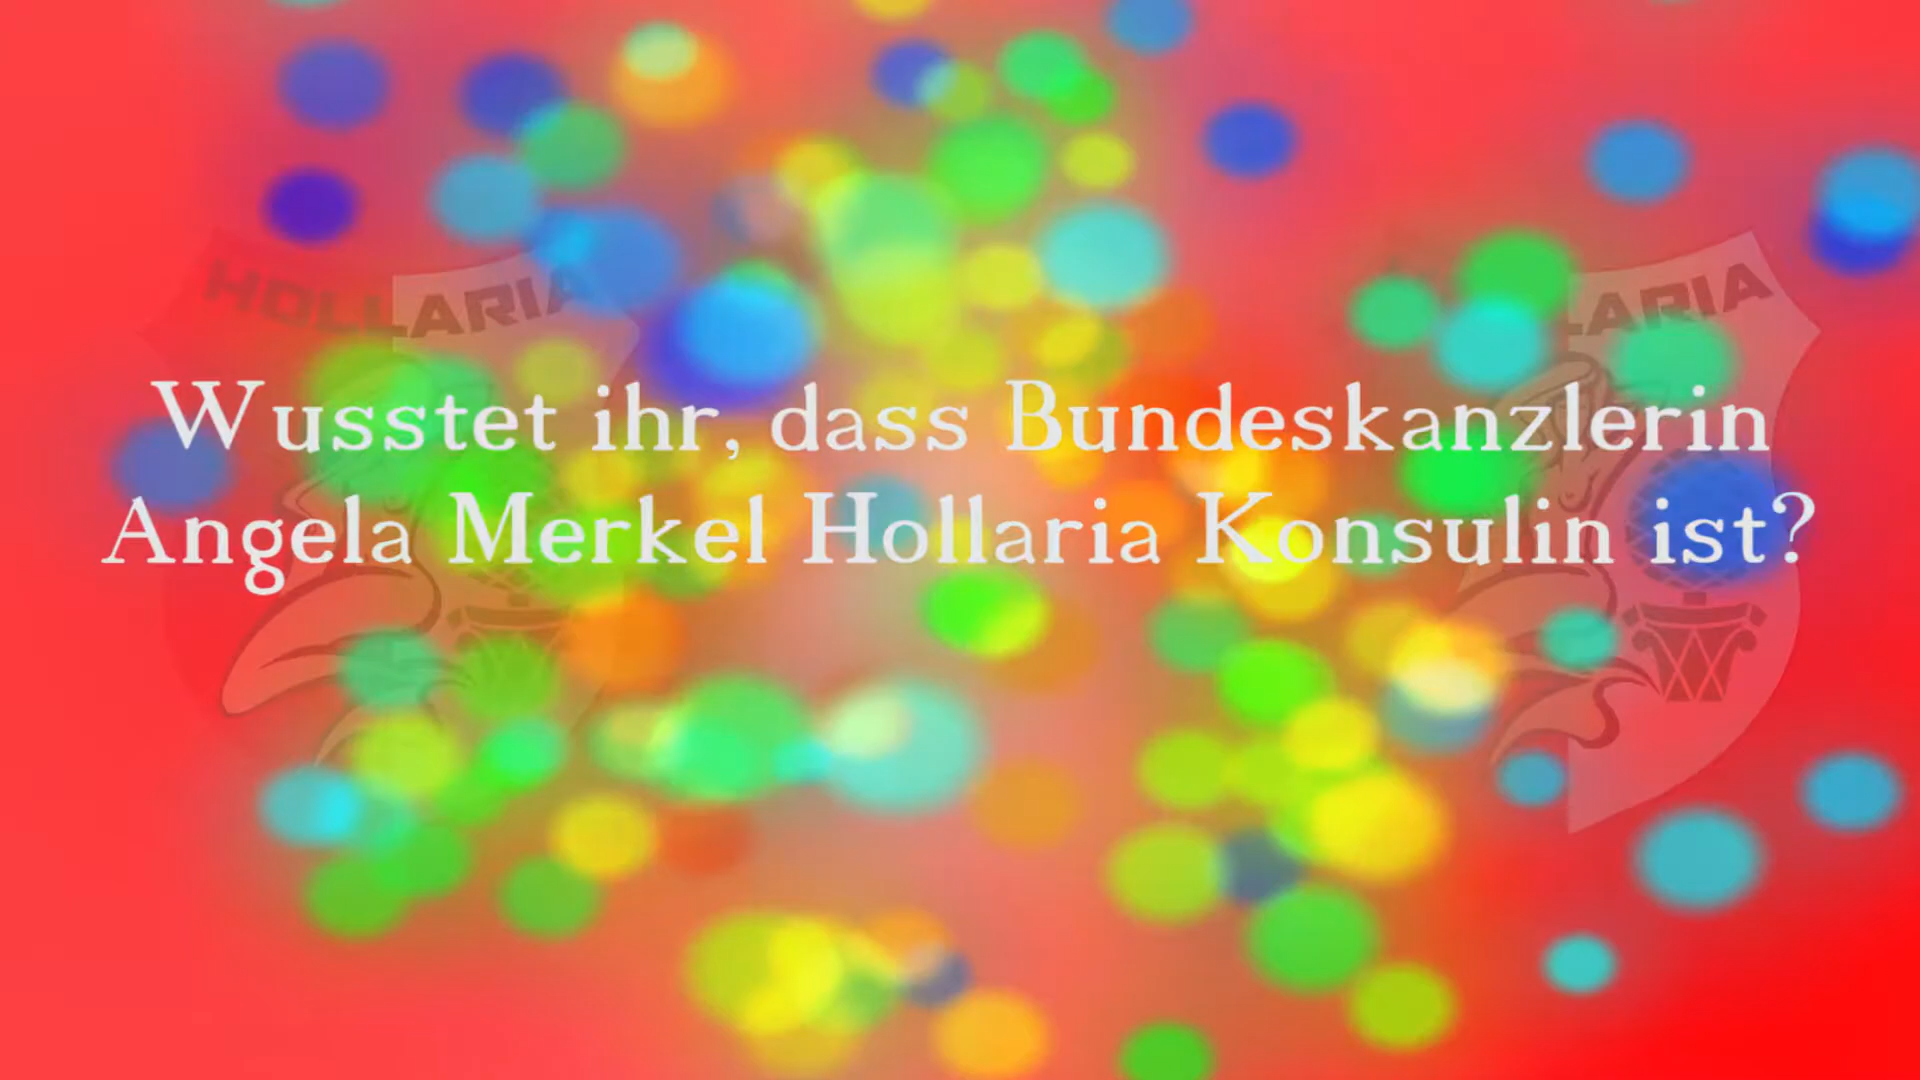 HOLLARIA
LARIA
Wusstet ihr, dass Bundeskanzlerin
Angela Merkel Hollaria Konsulin ist?